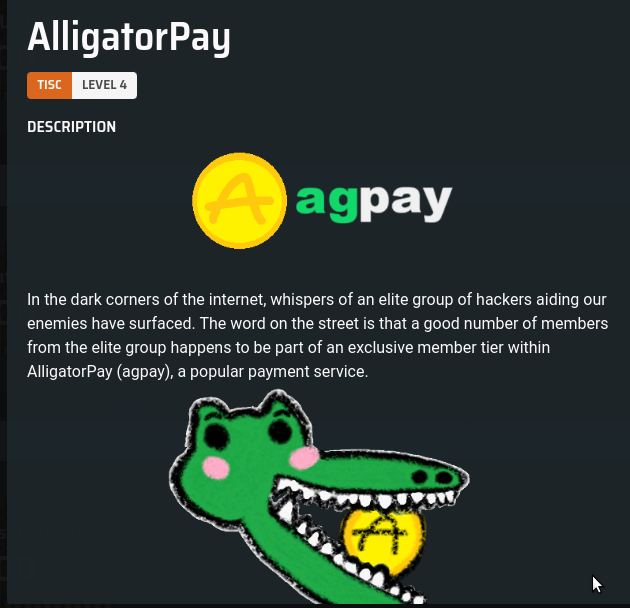 AlligatorPay
TISC LEVEL 4
DESCRIPTION
A agpay
In the dark corners of the internet, whispers of an elite group of hackers aiding our
enemies have surfaced. The word on the street is that a good number of members
from the elite group happens to be part of an exclusive member tier within
AlligatorPay (agpay), a popular payment service.
A